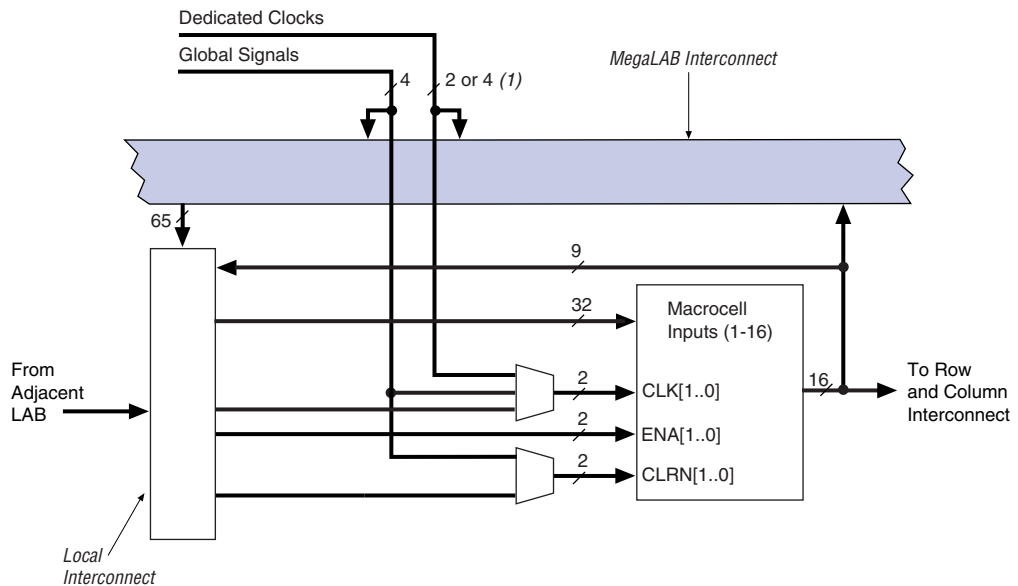 Dedicated Clocks
Global Signals
4
2 or 4 (1)
MegaLAB Interconnect
65
9
32
Macrocell
Inputs (1-16)
From
Adjacent
LAB
2
CLK[1..0]
16
To Row
and Column
Interconnect
2
ENA[1..0]
2
CLRN[1..0]
Local
Interconnect